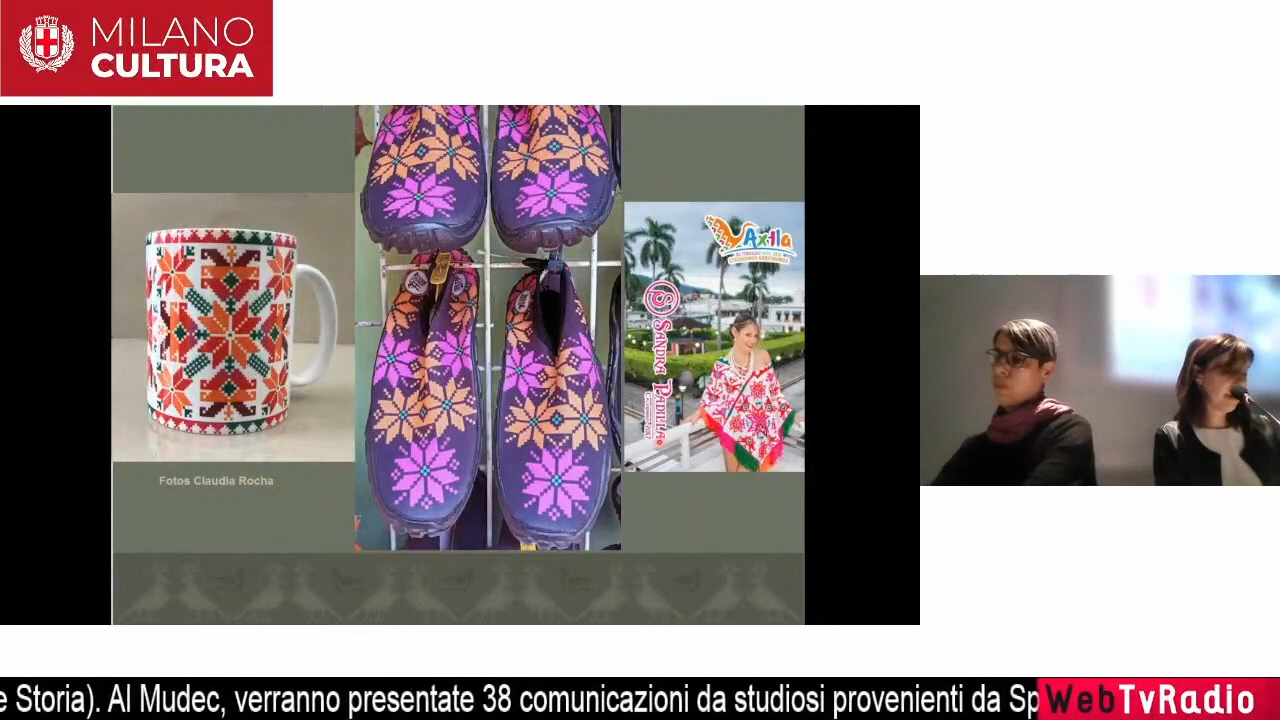 MILANO
CULTURA
Axtla
SANDRA PADILLA
Fotos Claudia Rocha
e Storia). Al Mudec, verranno presentate 38 comunicazioni da studiosi provenienti da Sp
WebTvRadio